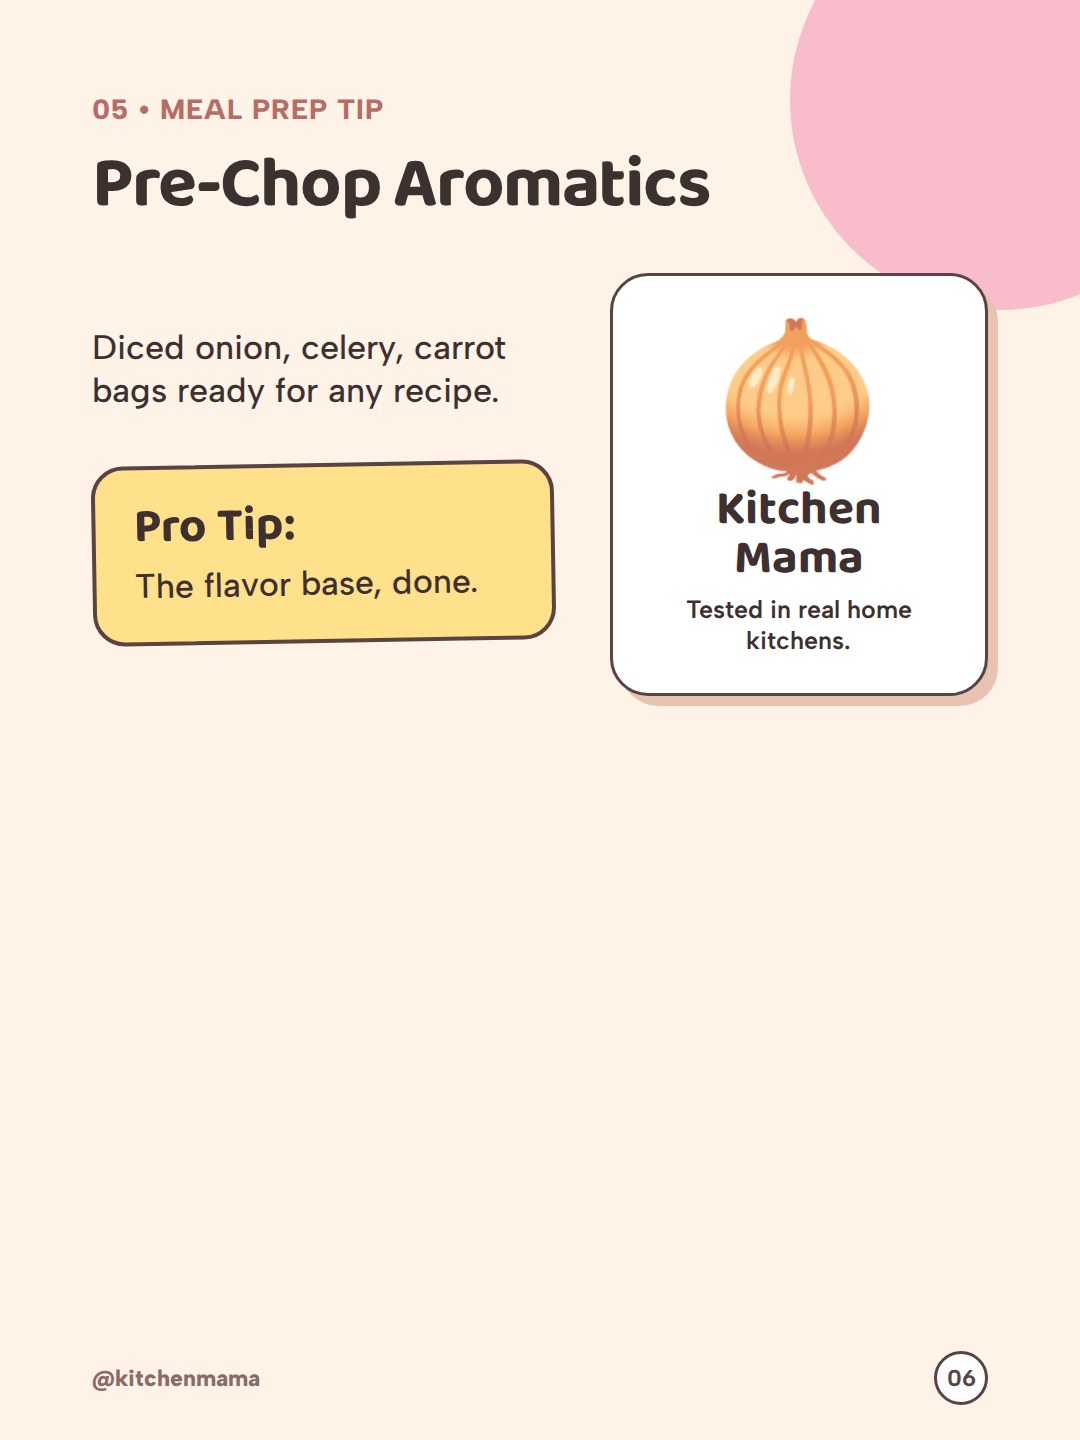 05 • MEAL PREP TIP
Pre-Chop Aromatics
Diced onion, celery, carrot
bags ready for any recipe.
Pro Tip:
The flavor base, done.
Kitchen
Mama
Tested in real home
kitchens.
@kitchenmama
06